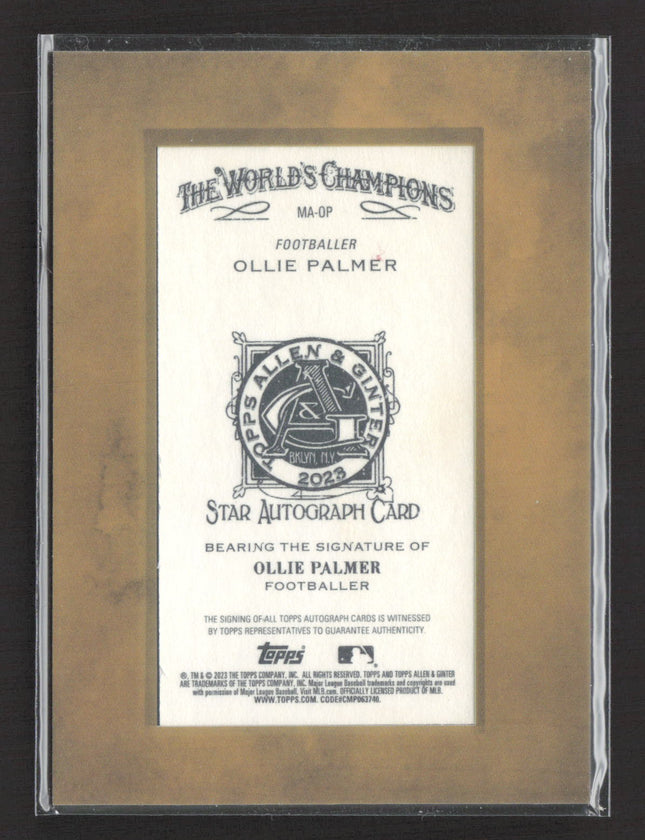 THE WORLD'S CHAMPIONS
MA-OP
FOOTBALLER
OLLIE PALMER
TOPPS ALLEN & GINTER
A & G
BKLYN, N.Y.
2023
STAR AUTOGRAPH CARD
BEARING THE SIGNATURE OF
OLLIE PALMER
FOOTBALLER
THE SIGNING OF ALL TOPPS AUTOGRAPH CARDS IS WITNESSED
BY TOPPS REPRESENTATIVES TO GUARANTEE AUTHENTICITY.
topps
®, TM & © 2023 THE TOPPS COMPANY, INC. ALL RIGHTS RESERVED. TOPPS AND TOPPS ALLEN & GINTER
ARE TRADEMARKS OF THE TOPPS COMPANY, INC. Major League Baseball trademarks and copyrights are used
with permission of Major League Baseball. Visit MLB.com. OFFICIALLY LICENSED PRODUCT OF MLB.
WWW.TOPPS.COM. CODE#CMP063740.